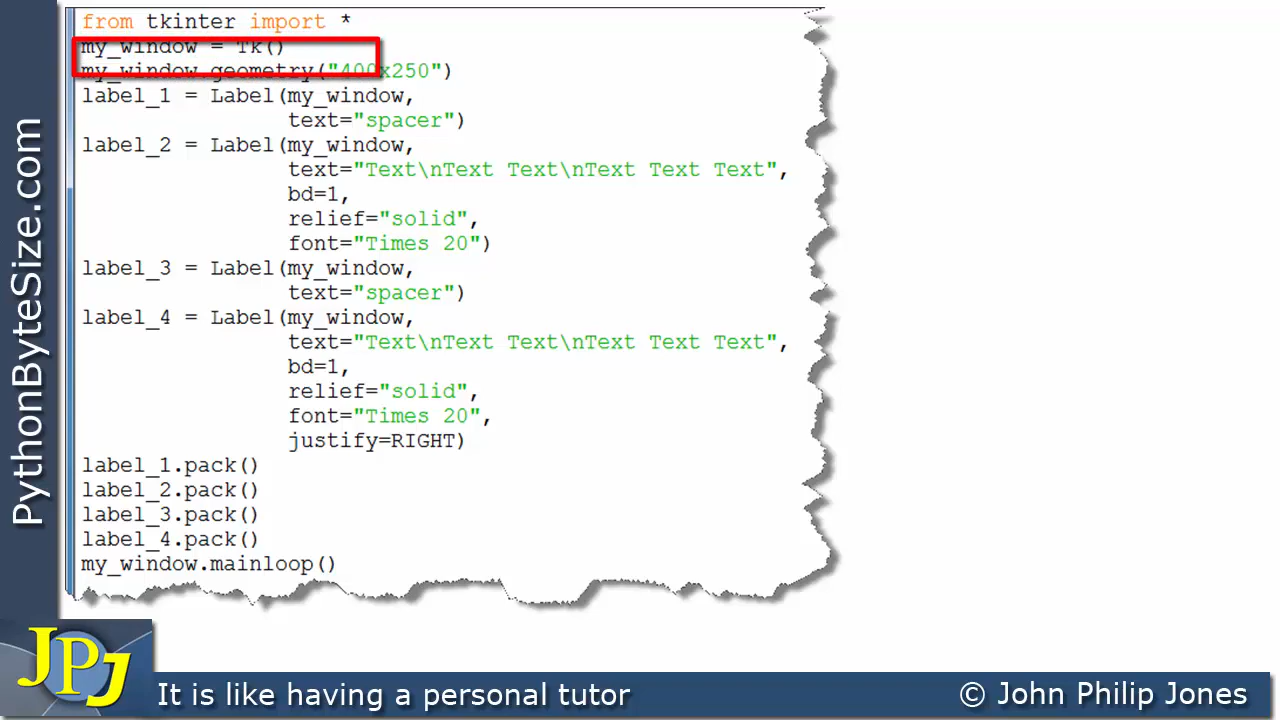 from tkinter import *
my_window = Tk()
my_window.geometry("400x250")
label_1 = Label(my_window,
                text="spacer")
label_2 = Label(my_window,
                text="Text\nText Text\nText Text Text",
                bd=1,
                relief="solid",
                font="Times 20")
label_3 = Label(my_window,
                text="spacer")
label_4 = Label(my_window,
                text="Text\nText Text\nText Text Text",
                bd=1,
                relief="solid",
                font="Times 20",
                justify=RIGHT)
label_1.pack()
label_2.pack()
label_3.pack()
label_4.pack()
my_window.mainloop()
PythonByteSize.com
JPJ
It is like having a personal tutor
© John Philip Jones